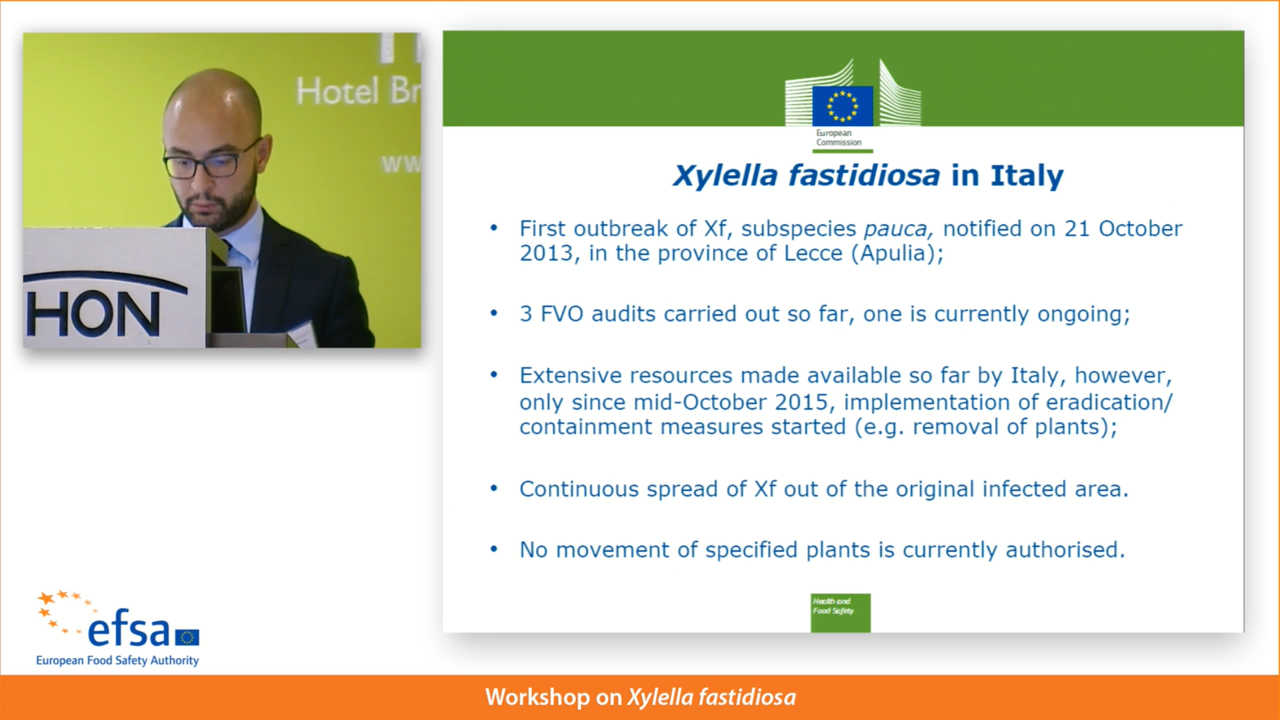 Hotel Br
HON
European
Commission
Xylella fastidiosa in Italy
• First outbreak of Xf, subspecies pauca, notified on 21 October
2013, in the province of Lecce (Apulia);
• 3 FVO audits carried out so far, one is currently ongoing;
• Extensive resources made available so far by Italy, however,
only since mid-October 2015, implementation of eradication/
containment measures started (e.g. removal of plants);
• Continuous spread of Xf out of the original infected area.
• No movement of specified plants is currently authorised.
Health and
Food Safety
efsa
European Food Safety Authority
Workshop on Xylella fastidiosa